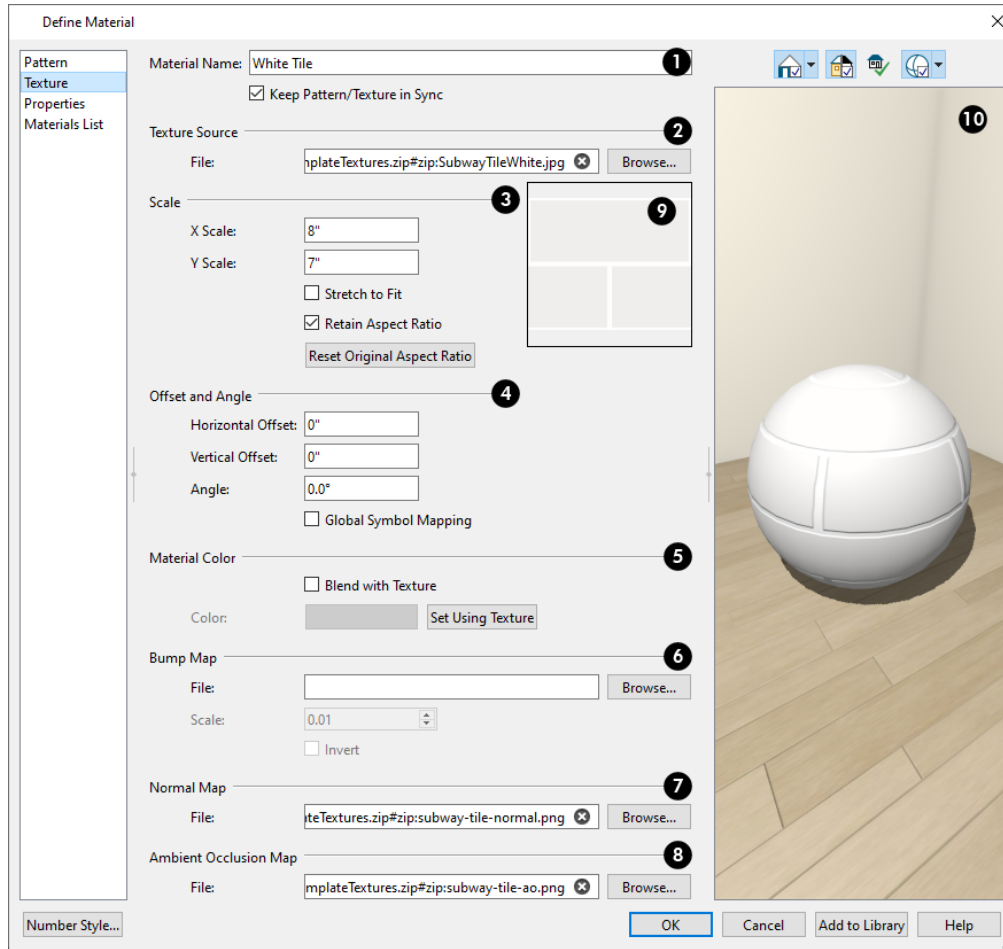 Define Material
Pattern
Texture
Properties
Materials List
Material Name: White Tile 1
Keep Pattern/Texture in Sync
Texture Source 2
File: mplateTextures.zip#zip:SubwayTileWhite.jpg Browse...
Scale 3
X Scale: 8"
Y Scale: 7"
Stretch to Fit
Retain Aspect Ratio
Reset Original Aspect Ratio
9
Offset and Angle 4
Horizontal Offset: 0"
Vertical Offset: 0"
Angle: 0.0°
Global Symbol Mapping
Material Color 5
Blend with Texture
Color: Set Using Texture
Bump Map 6
File: Browse...
Scale: 0.01
Invert
Normal Map 7
File: ateTextures.zip#zip:subway-tile-normal.png Browse...
Ambient Occlusion Map 8
File: mplateTextures.zip#zip:subway-tile-ao.png Browse...
10
Number Style... OK Cancel Add to Library Help